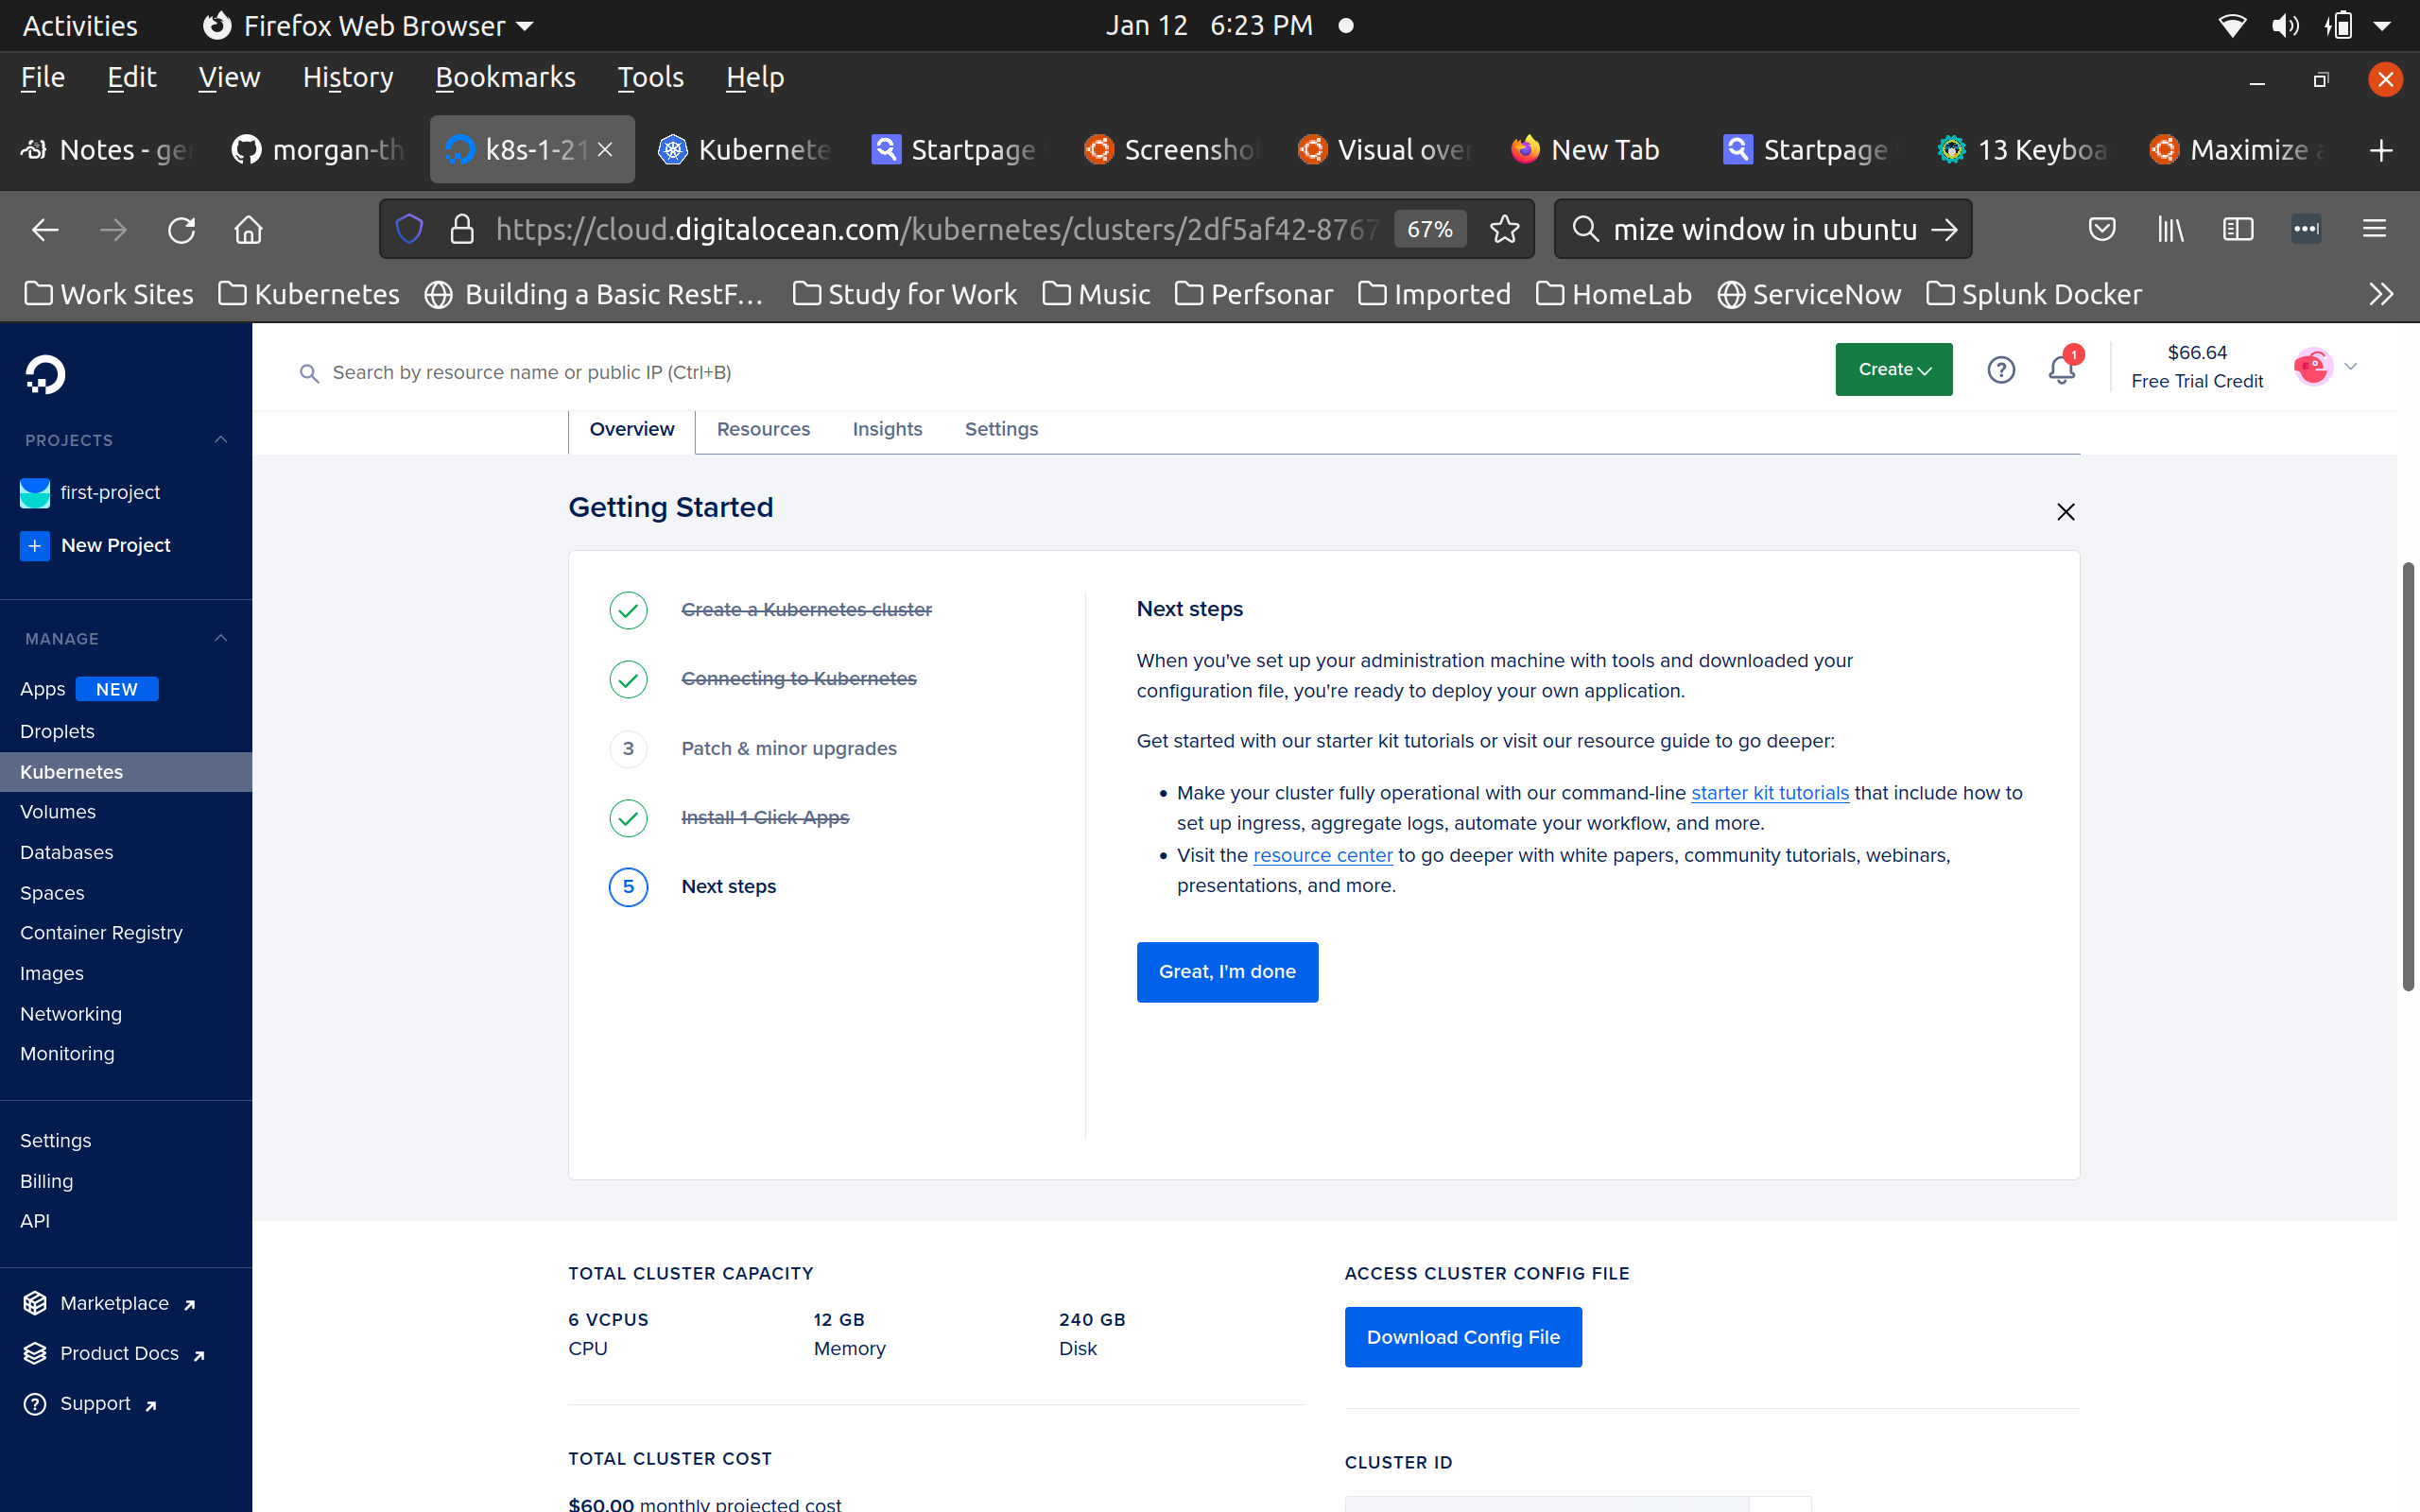 Activities
Firefox Web Browser
Jan 12 6:23 PM
File Edit View History Bookmarks Tools Help
Notes - ge
morgan-th
k8s-1-21
Kubernete
Startpage
Screensho
Visual over
New Tab
Startpage
13 Keyboa
Maximize a
https://cloud.digitalocean.com/kubernetes/clusters/2df5af42-8767
67%
mize window in ubuntu
Work Sites
Kubernetes
Building a Basic RestF...
Study for Work
Music
Perfsonar
Imported
HomeLab
ServiceNow
Splunk Docker
Search by resource name or public IP (Ctrl+B)
Create
1
$66.64
Free Trial Credit
PROJECTS
first-project
New Project
MANAGE
Apps NEW
Droplets
Kubernetes
Volumes
Databases
Spaces
Container Registry
Images
Networking
Monitoring
Settings
Billing
API
Marketplace
Product Docs
Support
Overview Resources Insights Settings
Getting Started
Create a Kubernetes cluster
Connecting to Kubernetes
3 Patch & minor upgrades
Install 1-Click Apps
5 Next steps
Next steps
When you've set up your administration machine with tools and downloaded your
configuration file, you're ready to deploy your own application.
Get started with our starter kit tutorials or visit our resource guide to go deeper:
• Make your cluster fully operational with our command-line starter kit tutorials that include how to
set up ingress, aggregate logs, automate your workflow, and more.
• Visit the resource center to go deeper with white papers, community tutorials, webinars,
presentations, and more.
Great, I'm done
TOTAL CLUSTER CAPACITY
6 VCPUS
CPU
12 GB
Memory
240 GB
Disk
ACCESS CLUSTER CONFIG FILE
Download Config File
TOTAL CLUSTER COST
$60.00 monthly projected cost
CLUSTER ID